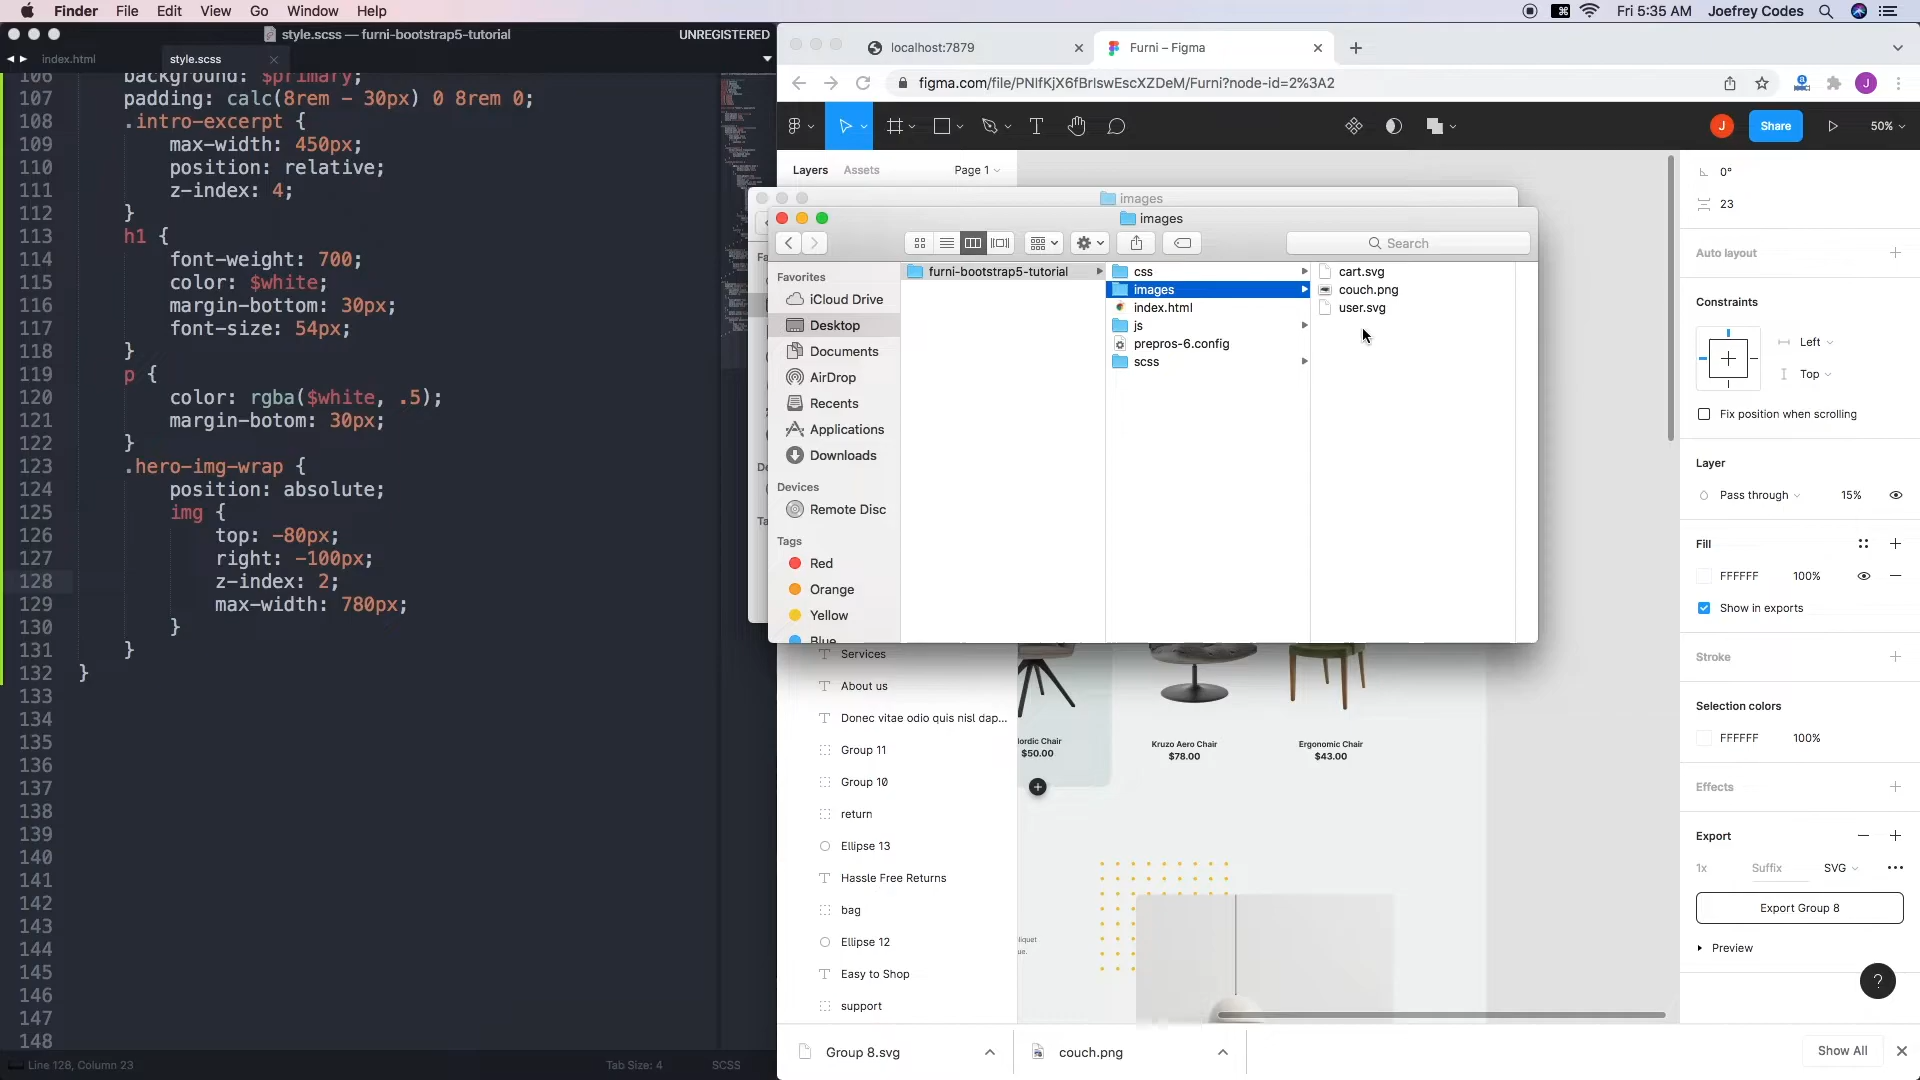 Finder File Edit View Go Window Help
Fri 5:35 AM Joefrey Codes
style.scss — furni-bootstrap5-tutorial
UNREGISTERED
index.html
style.scss
106 background: $primary;
107 padding: calc(8rem - 30px) 0 8rem 0;
108 .intro-excerpt {
109 max-width: 450px;
110 position: relative;
111 z-index: 4;
112 }
113 h1 {
114 font-weight: 700;
115 color: $white;
116 margin-bottom: 30px;
117 font-size: 54px;
118 }
119 p {
120 color: rgba($white, .5);
121 margin-botom: 30px;
122 }
123 .hero-img-wrap {
124 position: absolute;
125 img {
126 top: -80px;
127 right: -100px;
128 z-index: 2;
129 max-width: 780px;
130 }
131 }
132 }
133
134
135
136
137
138
139
140
141
142
143
144
145
146
147
148
Line 128, Column 23
Tab Size: 4
SCSS
localhost:7879
Furni – Figma
figma.com/file/PNlfKjX6fBrlswEscXZDeM/Furni?node-id=2%3A2
J
J
Share
50%
Layers
Assets
Page 1
images
images
Search
Fa
De
Ta
Favorites
iCloud Drive
Desktop
Documents
AirDrop
Recents
Applications
Downloads
Devices
Remote Disc
Tags
Red
Orange
Yellow
Blue
furni-bootstrap5-tutorial
css
images
index.html
js
prepros-6.config
scss
cart.svg
couch.png
user.svg
Services
About us
Donec vitae odio quis nisl dap...
Group 11
Group 10
return
Ellipse 13
Hassle Free Returns
bag
Ellipse 12
Easy to Shop
support
Nordic Chair
$50.00
Kruzo Aero Chair
$78.00
Ergonomic Chair
$43.00
liquet
ue.
0°
23
Auto layout
Constraints
Left
Top
Fix position when scrolling
Layer
Pass through 15%
Fill
FFFFFF 100%
Show in exports
Stroke
Selection colors
FFFFFF 100%
Effects
Export
1x Suffix SVG
Export Group 8
Preview
?
Group 8.svg
couch.png
Show All